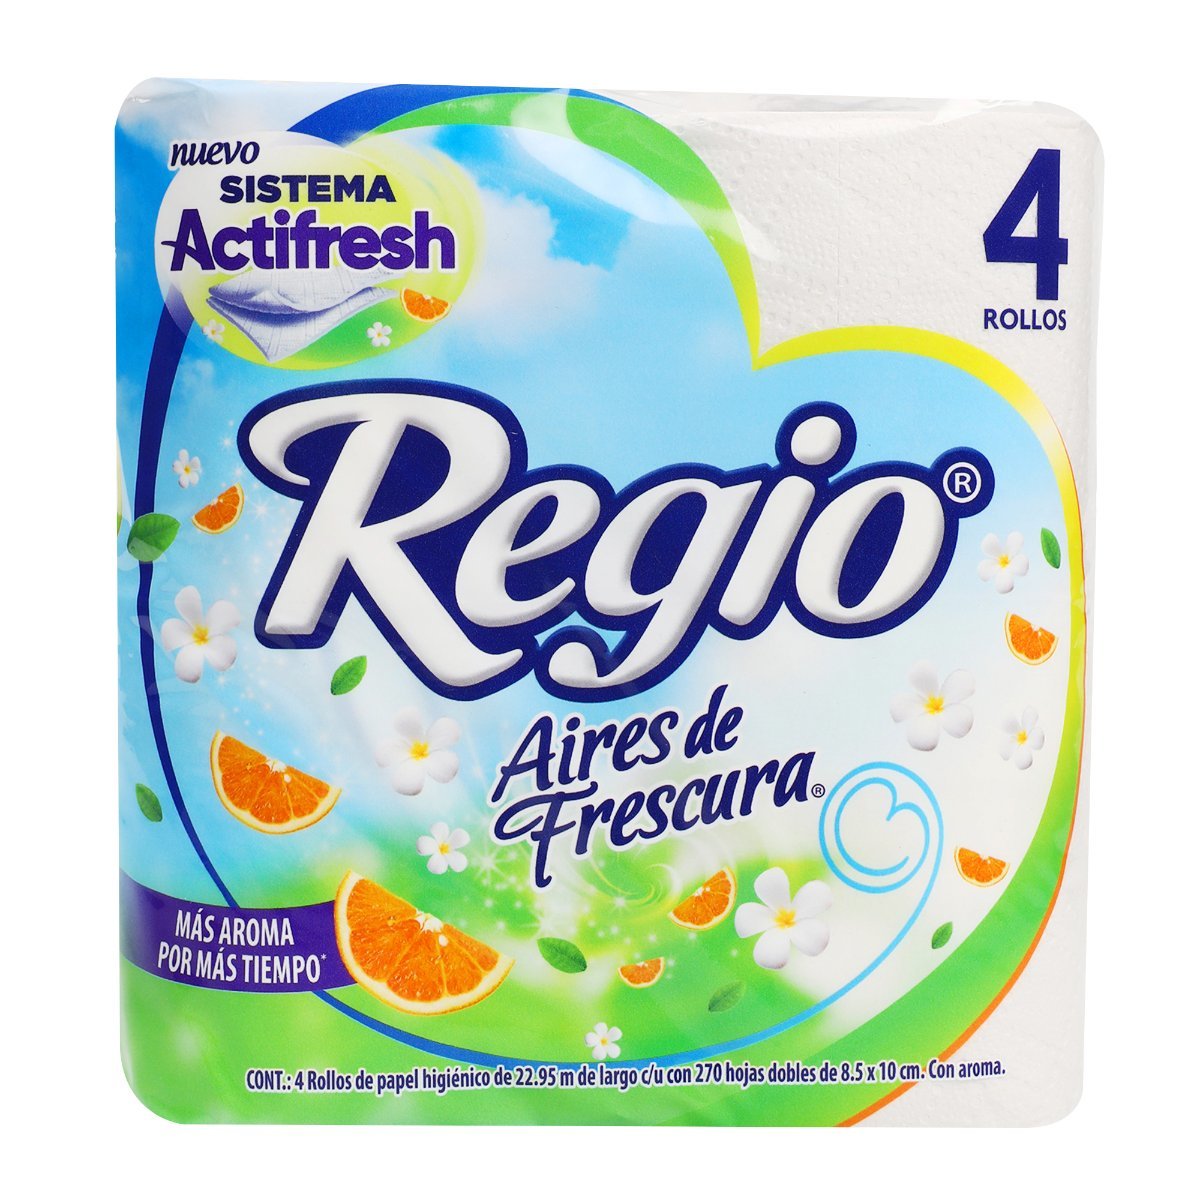 nuevo
SISTEMA
Actifresh
4
ROLLOS
Regio®
Aires de
Frescura®
MÁS AROMA
POR MÁS TIEMPO*
CONT.: 4 Rollos de papel higiénico de 22.95 m de largo c/u con 270 hojas dobles de 8.5 x 10 cm. Con aroma.